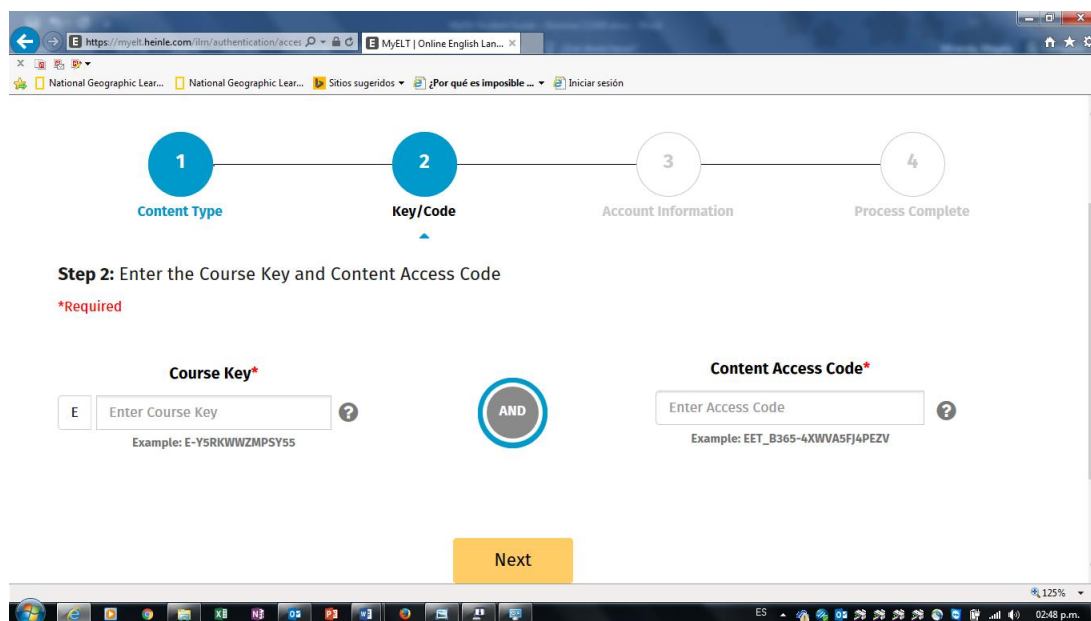 https://myelt.heinle.com/ilrn/authentication/acces
MyELT | Online English Lan...
National Geographic Lear...
National Geographic Lear...
Sitios sugeridos
¿Por qué es imposible ...
Iniciar sesión
1
2
3
4
Content Type
Key/Code
Account Information
Process Complete
Step 2: Enter the Course Key and Content Access Code
*Required
Course Key*
Content Access Code*
E
Enter Course Key
?
AND
Enter Access Code
?
Example: E-Y5RKWWZMPSY55
Example: EET_B365-4XWVA5FJ4PEZV
Next
125%
ES
02:48 p.m.